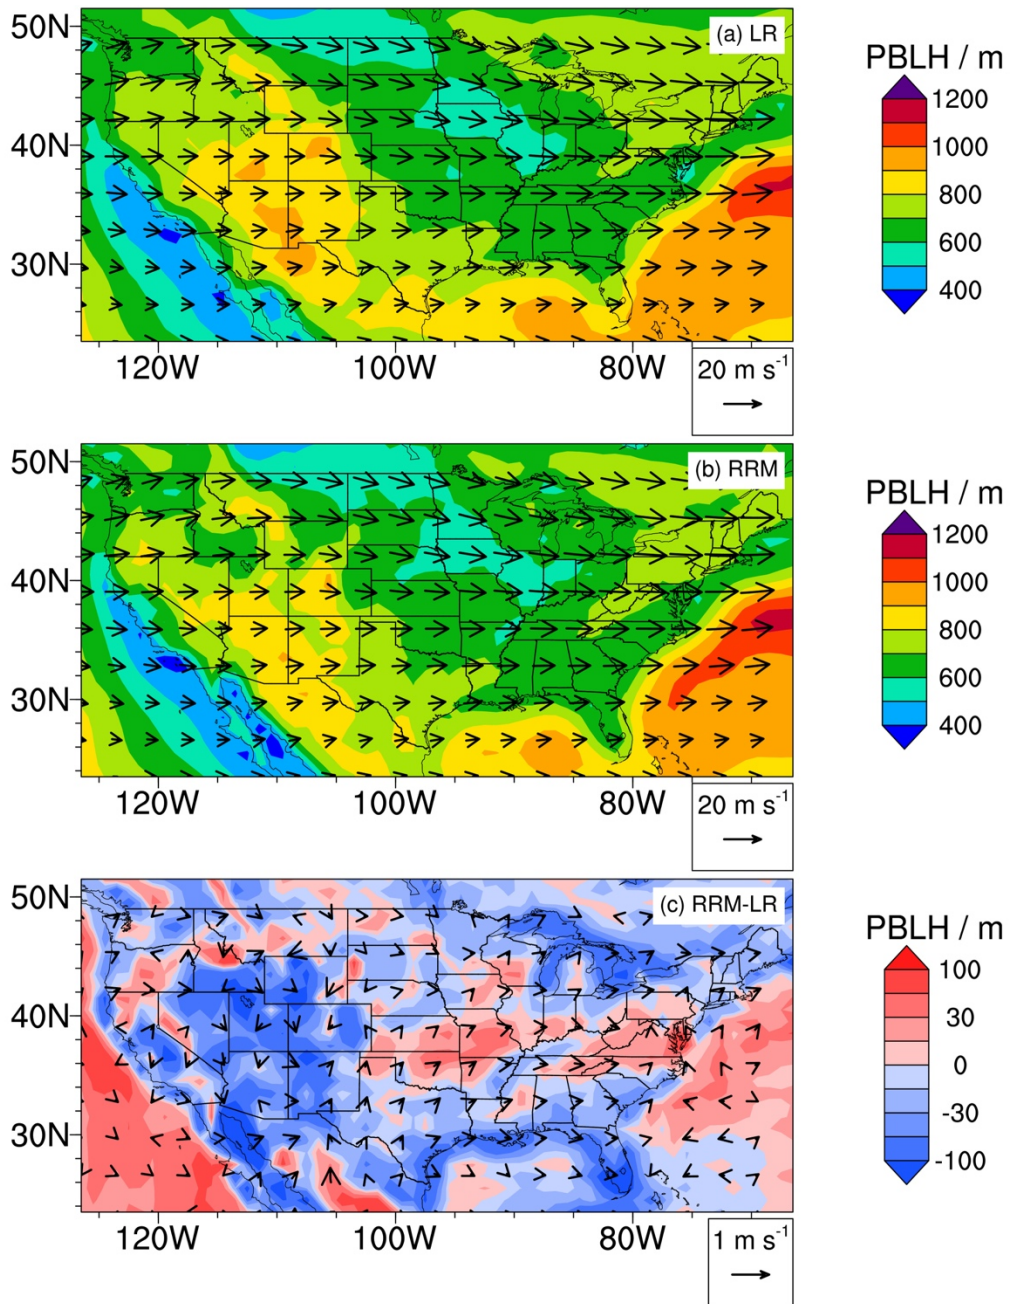 50N
40N
30N
120W 100W 80W
(a) LR
20 m s-1
PBLH / m
1200
1000
800
600
400
50N
40N
30N
120W 100W 80W
(b) RRM
20 m s-1
PBLH / m
1200
1000
800
600
400
50N
40N
30N
120W 100W 80W
(c) RRM-LR
1 m s-1
PBLH / m
100
30
0
-30
-100